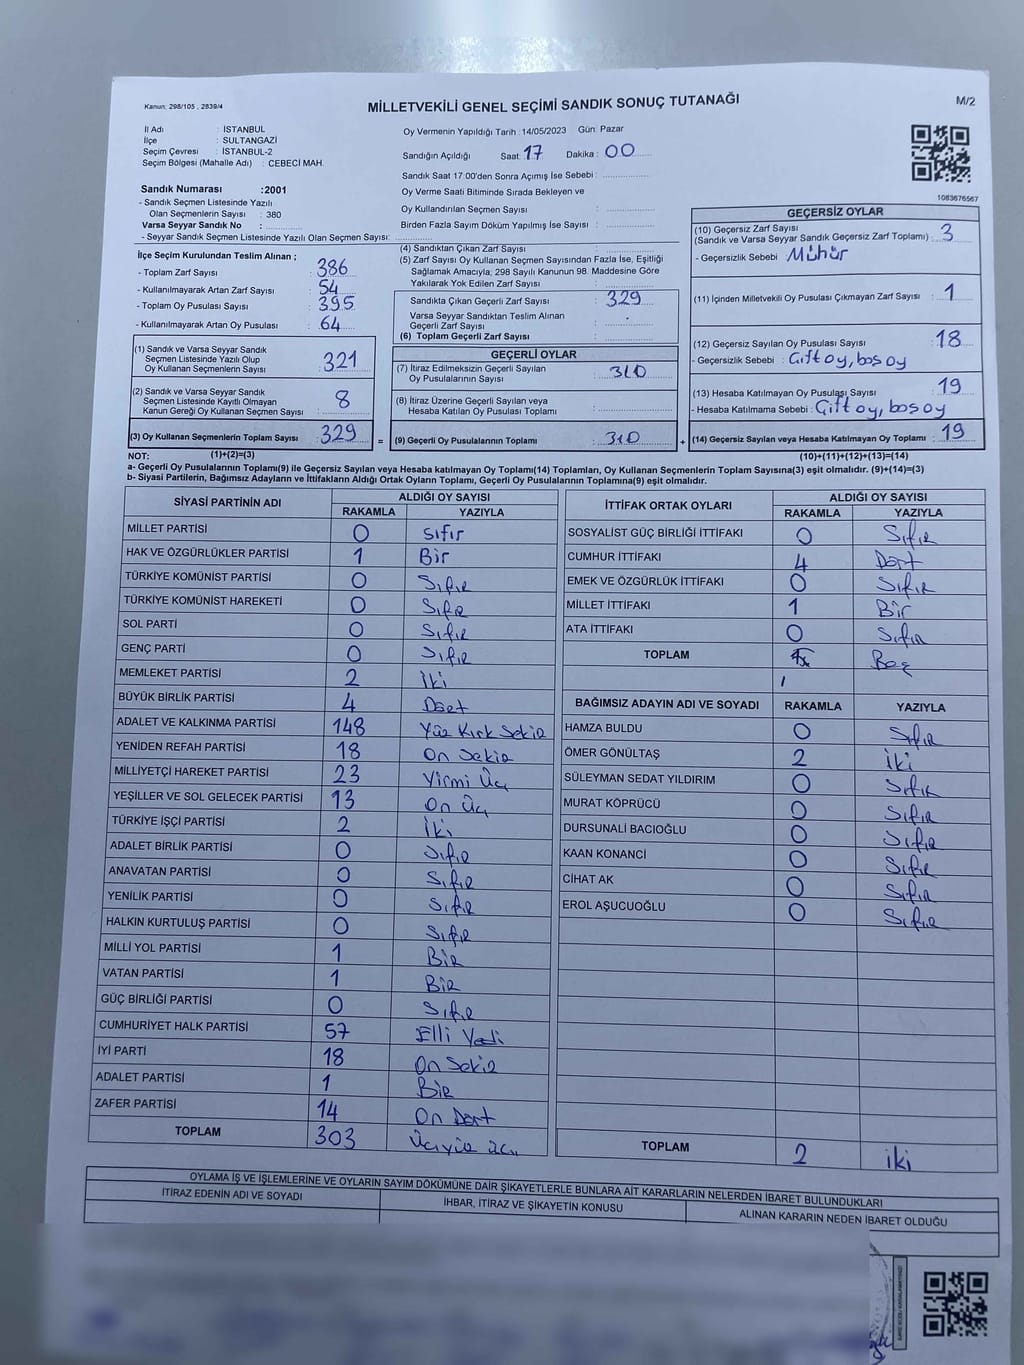 Kanun: 298/105 , 2839/4
MİLLETVEKİLİ GENEL SEÇİMİ SANDIK SONUÇ TUTANAĞI
M/2
İl Adı : İSTANBUL
İlçe : SULTANGAZİ
Seçim Çevresi : İSTANBUL-2
Seçim Bölgesi (Mahalle Adı) : CEBECİ MAH.
Sandık Numarası :2001
- Sandık Seçmen Listesinde Yazılı
Olan Seçmenlerin Sayısı : 380
Varsa Seyyar Sandık No :
- Seyyar Sandık Seçmen Listesinde Yazılı Olan Seçmen Sayısı:
Oy Vermenin Yapıldığı Tarih : 14/05/2023 Gün: Pazar
Sandığın Açıldığı Saat: 17 Dakika : 00
Sandık Saat 17:00'den Sonra Açımış İse Sebebi :
Oy Verme Saati Bitiminde Sırada Bekleyen ve
Oy Kullandırılan Seçmen Sayısı :
Birden Fazla Sayım Döküm Yapılmış İse Sayısı :
1083676567
İlçe Seçim Kurulundan Teslim Alınan ;
- Toplam Zarf Sayısı : 386
- Kullanılmayarak Artan Zarf Sayısı : 54
- Toplam Oy Pusulası Sayısı : 395
- Kullanılmayarak Artan Oy Pusulası : 64
(1) Sandık ve Varsa Seyyar Sandık
Seçmen Listesinde Yazılı Olup
Oy Kullanan Seçmenlerin Sayısı : 321
(2) Sandık ve Varsa Seyyar Sandık
Seçmen Listesinde Kayıtlı Olmayan
Kanun Gereği Oy Kullanan Seçmen Sayısı : 8
(3) Oy Kullanan Seçmenlerin Toplam Sayısı : 329 =
(4) Sandıktan Çıkan Zarf Sayısı :
(5) Zarf Sayısı Oy Kullanan Seçmen Sayısından Fazla İse, Eşitliği
Sağlamak Amacıyla, 298 Sayılı Kanunun 98. Maddesine Göre
Yakılarak Yok Edilen Zarf Sayısı :
Sandıkta Çıkan Geçerli Zarf Sayısı : 329
Varsa Seyyar Sandıktan Teslim Alınan
Geçerli Zarf Sayısı :
(6) Toplam Geçerli Zarf Sayısı :
GEÇERLİ OYLAR
(7) İtiraz Edilmeksizin Geçerli Sayılan
Oy Pusulalarının Sayısı : 310
(8) İtiraz Üzerine Geçerli Sayılan veya
Hesaba Katılan Oy Pusulası Toplamı :
(9) Geçerli Oy Pusulalarının Toplamı : 310 +
GEÇERSİZ OYLAR
(10) Geçersiz Zarf Sayısı
(Sandık ve Varsa Seyyar Sandık Geçersiz Zarf Toplamı) : 3
- Geçersizlik Sebebi : Mühür
(11) İçinden Milletvekili Oy Pusulası Çıkmayan Zarf Sayısı : 1
(12) Geçersiz Sayılan Oy Pusulası Sayısı : 18
- Geçersizlik Sebebi : Çift oy, boş oy
(13) Hesaba Katılmayan Oy Pusulası Sayısı : 19
- Hesaba Katılmama Sebebi : Çift oy, boş oy
(14) Geçersiz Sayılan veya Hesaba Katılmayan Oy Toplamı : 19
NOT: (1)+(2)=(3) (10)+(11)+(12)+(13)=(14)
a- Geçerli Oy Pusulalarının Toplamı(9) ile Geçersiz Sayılan veya Hesaba katılmayan Oy Toplamı(14) Toplamları, Oy Kullanan Seçmenlerin Toplam Sayısına(3) eşit olmalıdır. (9)+(14)=(3)
b- Siyasi Partilerin, Bağımsız Adayların ve İttifakların Aldığı Ortak Oyların Toplamı, Geçerli Oy Pusulalarının Toplamına(9) eşit olmalıdır.
SİYASİ PARTİNİN ADI ALDIĞI OY SAYISI
RAKAMLA YAZIYLA
MİLLET PARTİSİ 0 sıfır
HAK VE ÖZGÜRLÜKLER PARTİSİ 1 Bir
TÜRKİYE KOMÜNİST PARTİSİ 0 Sıfır
TÜRKİYE KOMÜNİST HAREKETİ 0 Sıfır
SOL PARTİ 0 Sıfır
GENÇ PARTİ 0 Sıfır
MEMLEKET PARTİSİ 2 İki
BÜYÜK BİRLİK PARTİSİ 4 Dört
ADALET VE KALKINMA PARTİSİ 148 Yüz Kırk Sekiz
YENİDEN REFAH PARTİSİ 18 On Sekiz
MİLLİYETÇİ HAREKET PARTİSİ 23 Yirmi Üç
YEŞİLLER VE SOL GELECEK PARTİSİ 13 On Üç
TÜRKİYE İŞÇİ PARTİSİ 2 İki
ADALET BİRLİK PARTİSİ 0 Sıfır
ANAVATAN PARTİSİ 0 Sıfır
YENİLİK PARTİSİ 0 Sıfır
HALKIN KURTULUŞ PARTİSİ 0 Sıfır
MİLLİ YOL PARTİSİ 1 Bir
VATAN PARTİSİ 1 Bir
GÜÇ BİRLİĞİ PARTİSİ 0 Sıfır
CUMHURİYET HALK PARTİSİ 57 Elli Yedi
İYİ PARTİ 18 On Sekiz
ADALET PARTİSİ 1 Bir
ZAFER PARTİSİ 14 On Dört
TOPLAM 303 Üçyüz üç
İTTİFAK ORTAK OYLARI ALDIĞI OY SAYISI
RAKAMLA YAZIYLA
SOSYALİST GÜÇ BİRLİĞİ İTTİFAKI 0 Sıfır
CUMHUR İTTİFAKI 4 Dört
EMEK VE ÖZGÜRLÜK İTTİFAKI 0 Sıfır
MİLLET İTTİFAKI 1 Bir
ATA İTTİFAKI 0 Sıfır
TOPLAM Beş
BAĞIMSIZ ADAYIN ADI VE SOYADI RAKAMLA YAZIYLA
HAMZA BULDU 0 Sıfır
ÖMER GÖNÜLTAŞ 2 İki
SÜLEYMAN SEDAT YILDIRIM 0 Sıfır
MURAT KÖPRÜCÜ 0 Sıfır
DURSUNALİ BACIOĞLU 0 Sıfır
KAAN KONANCİ 0 Sıfır
CİHAT AK 0 Sıfır
EROL AŞUCUOĞLU 0 Sıfır
TOPLAM 2 iki
OYLAMA İŞ VE İŞLEMLERİNE VE OYLARIN SAYIM DÖKÜMÜNE DAİR ŞİKAYETLERLE BUNLARA AİT KARARLARIN NELERDEN İBARET BULUNDUKLARI
İTİRAZ EDENİN ADI VE SOYADI İHBAR, İTİRAZ VE ŞİKAYETİN KONUSU ALINAN KARARIN NEDEN İBARET OLDUĞU